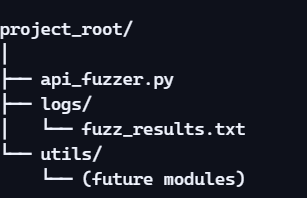 project_root/
│
├── api_fuzzer.py
├── logs/
│   └── fuzz_results.txt
└── utils/
    └── (future modules)